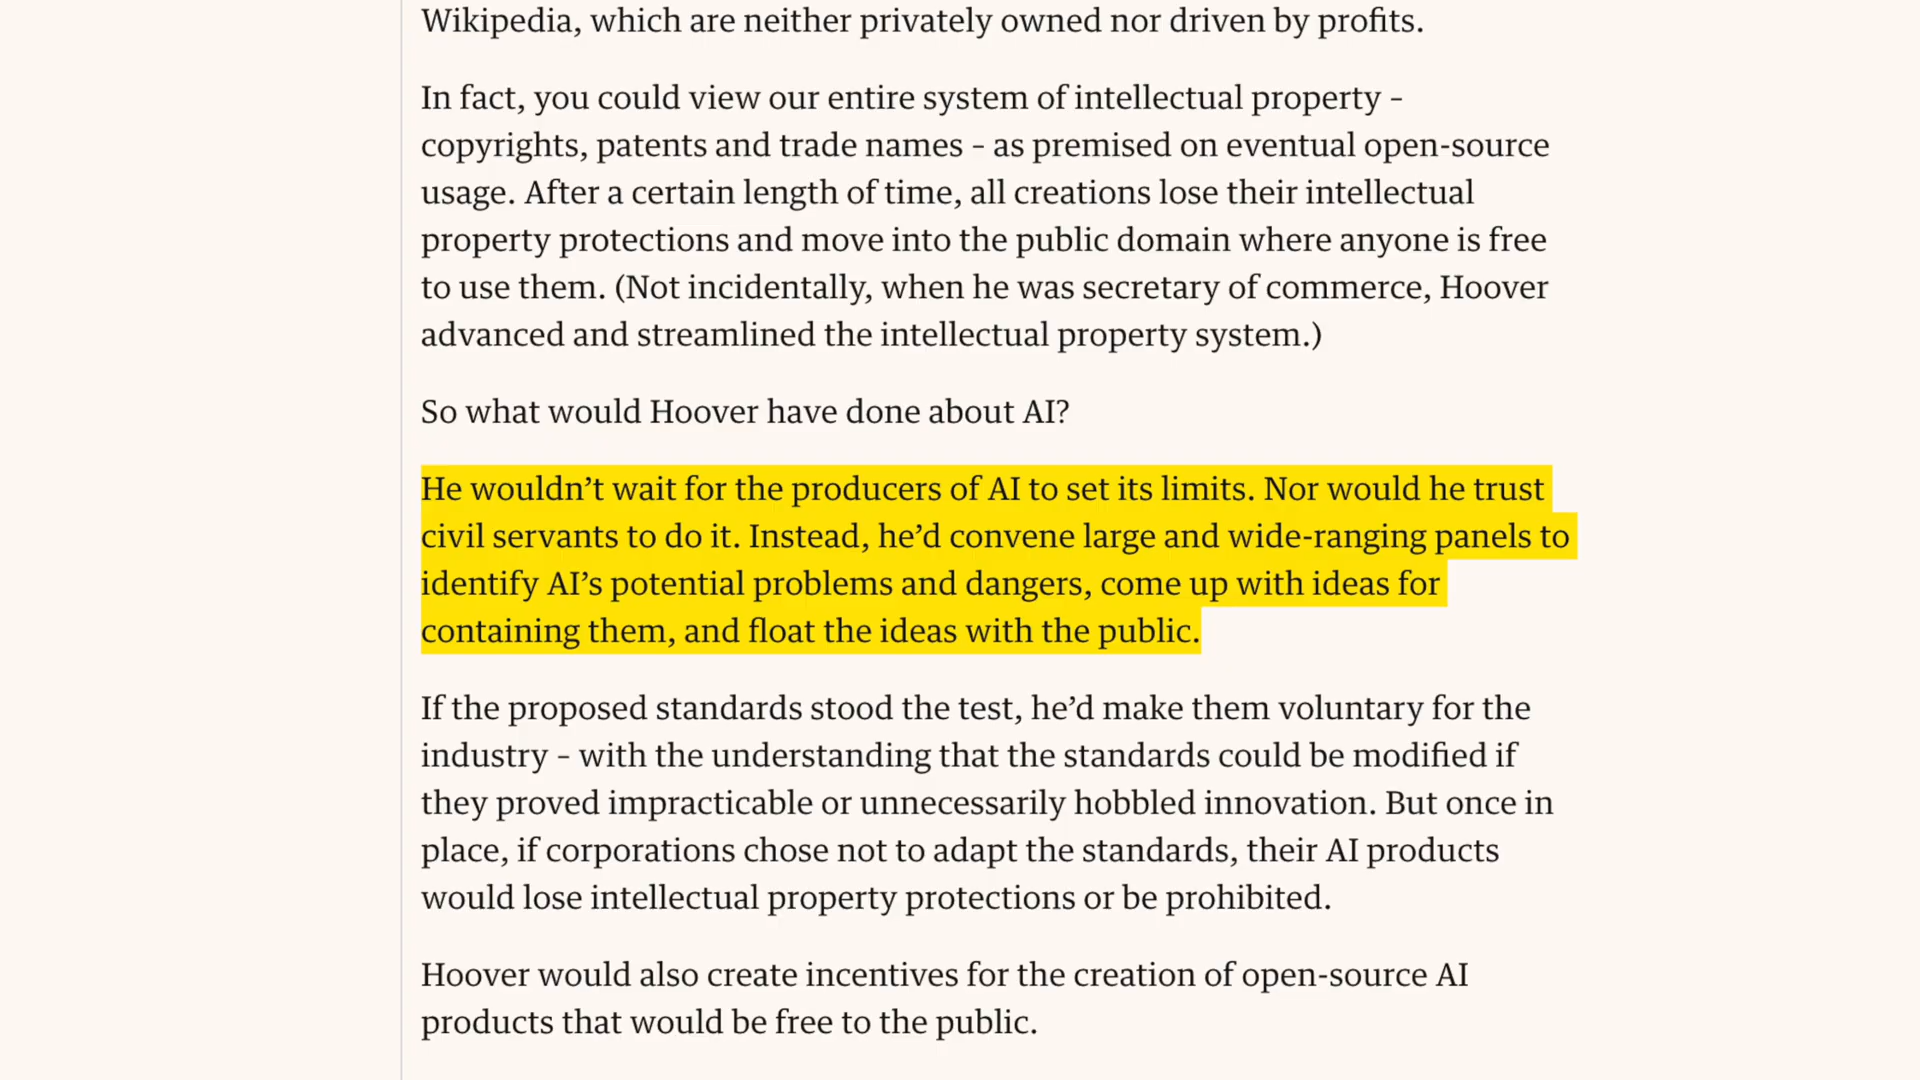 Wikipedia, which are neither privately owned nor driven by profits.
In fact, you could view our entire system of intellectual property –
copyrights, patents and trade names – as premised on eventual open-source
usage. After a certain length of time, all creations lose their intellectual
property protections and move into the public domain where anyone is free
to use them. (Not incidentally, when he was secretary of commerce, Hoover
advanced and streamlined the intellectual property system.)
So what would Hoover have done about AI?
He wouldn’t wait for the producers of AI to set its limits. Nor would he trust
civil servants to do it. Instead, he’d convene large and wide-ranging panels to
identify AI’s potential problems and dangers, come up with ideas for
containing them, and float the ideas with the public.
If the proposed standards stood the test, he’d make them voluntary for the
industry – with the understanding that the standards could be modified if
they proved impracticable or unnecessarily hobbled innovation. But once in
place, if corporations chose not to adapt the standards, their AI products
would lose intellectual property protections or be prohibited.
Hoover would also create incentives for the creation of open-source AI
products that would be free to the public.